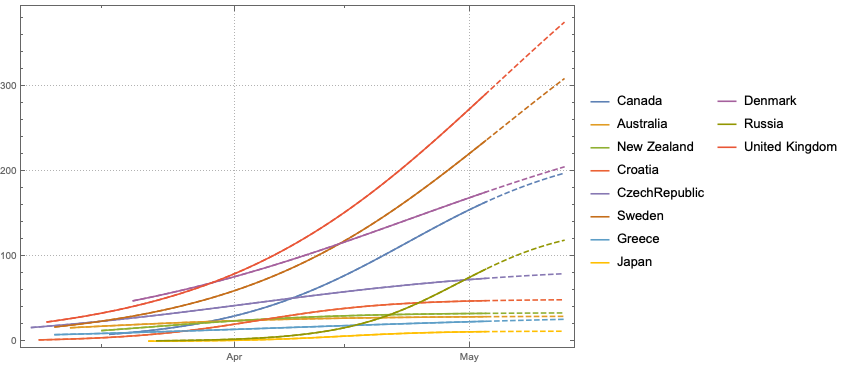 300
200
100
0
Apr
May
Canada
Australia
New Zealand
Croatia
CzechRepublic
Sweden
Greece
Japan
Denmark
Russia
United Kingdom